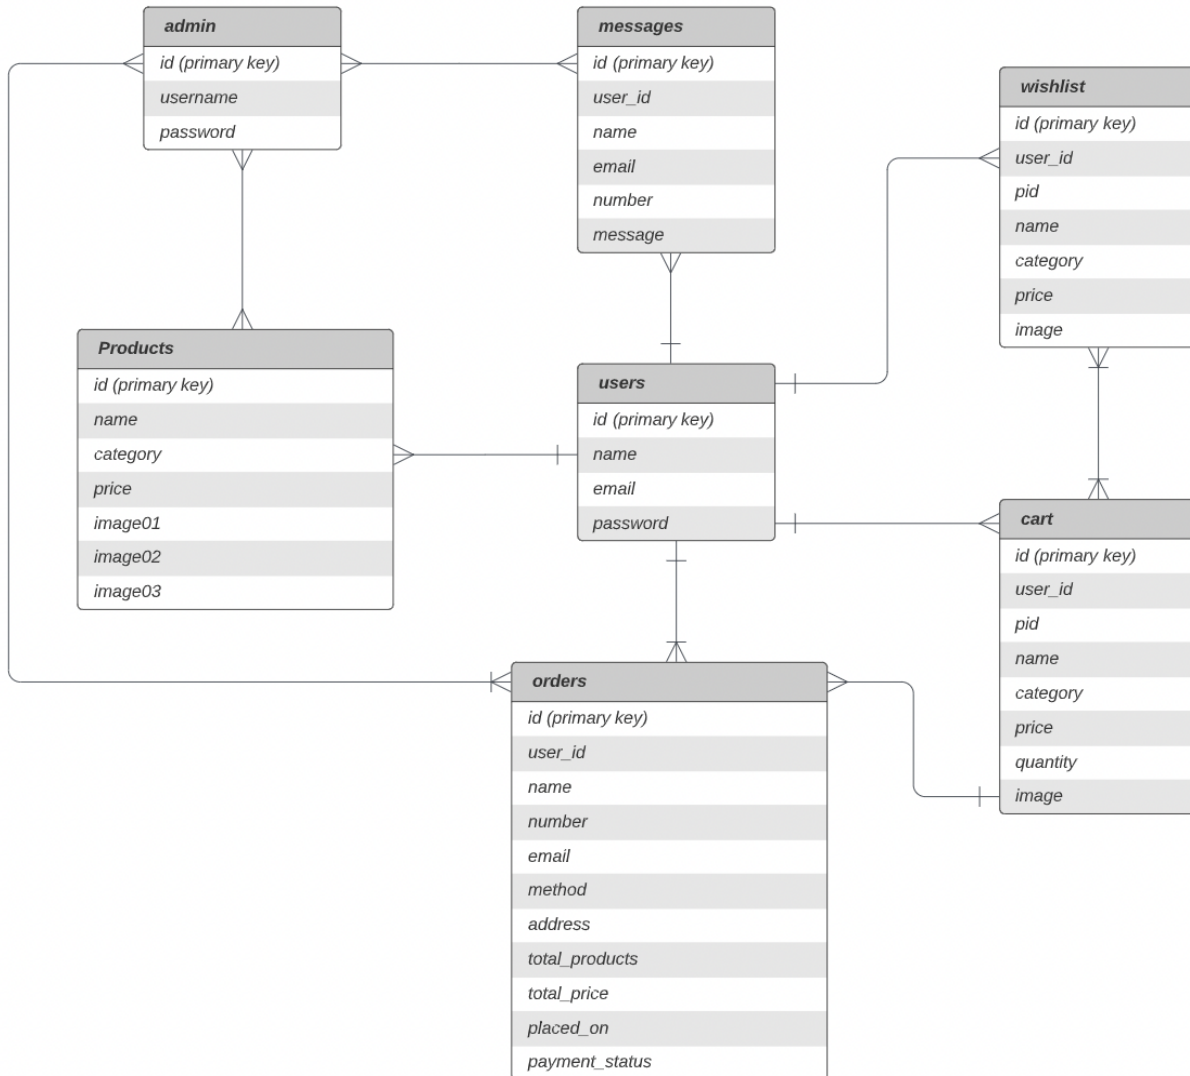 admin
id (primary key)
username
password
messages
id (primary key)
user_id
name
email
number
message
wishlist
id (primary key)
user_id
pid
name
category
price
image
Products
id (primary key)
name
category
price
image01
image02
image03
users
id (primary key)
name
email
password
cart
id (primary key)
user_id
pid
name
category
price
quantity
image
orders
id (primary key)
user_id
name
number
email
method
address
total_products
total_price
placed_on
payment_status